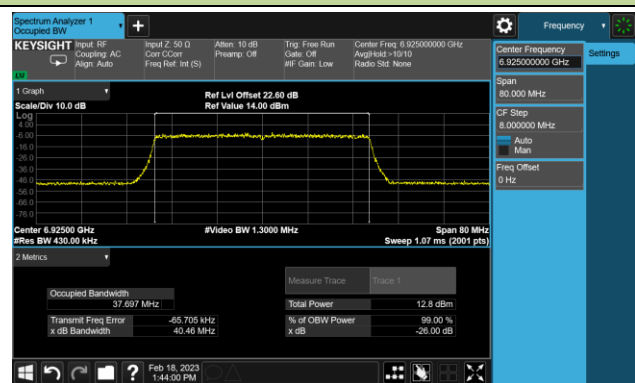 Spectrum Analyzer 1
Occupied BW
Frequency
KEYSIGHT
Input: RF
Coupling: AC
Align: Auto
Input Z: 50 Ω
Corr CCorr
Freq Ref: Int (S)
Atten: 10 dB
Preamp: Off
Trig: Free Run
Gate: Off
#IF Gain: Low
Center Freq: 6.925000000 GHz
Avg|Hold:>10/10
Radio Std: None
LW
Center Frequency
6.925000000 GHz
Settings
Span
80.000 MHz
CF Step
8.000000 MHz
Auto
Man
Freq Offset
0 Hz
1 Graph
Scale/Div 10.0 dB
Ref Lvl Offset 22.60 dB
Ref Value 14.00 dBm
Log
4.00
-6.00
-16.0
-26.0
-36.0
-46.0
-56.0
-66.0
-76.0
Center 6.92500 GHz
#Res BW 430.00 kHz
#Video BW 1.3000 MHz
Span 80 MHz
Sweep 1.07 ms (2001 pts)
2 Metrics
Measure Trace
Trace 1
Occupied Bandwidth
37.697 MHz
Total Power
12.8 dBm
Transmit Freq Error
-65.705 kHz
% of OBW Power
99.00 %
x dB Bandwidth
40.46 MHz
x dB
-26.00 dB
Feb 18, 2023
1:44:00 PM